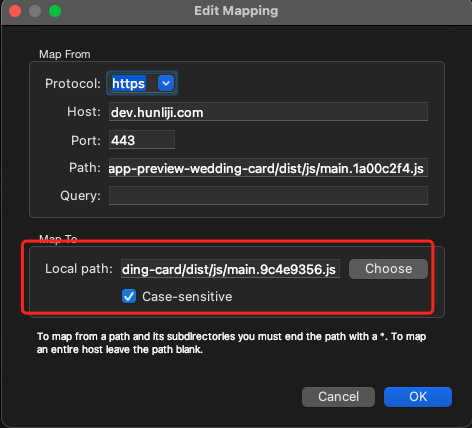 Edit Mapping
Map From
Protocol: https
Host: dev.hunliji.com
Port: 443
Path: app-preview-wedding-card/dist/js/main.1a00c2f4.js
Query:
Map To
Local path: ding-card/dist/js/main.9c4e9356.js Choose
Case-sensitive
To map from a path and its subdirectories you must end the path with a *. To map
an entire host leave the path blank.
Cancel OK